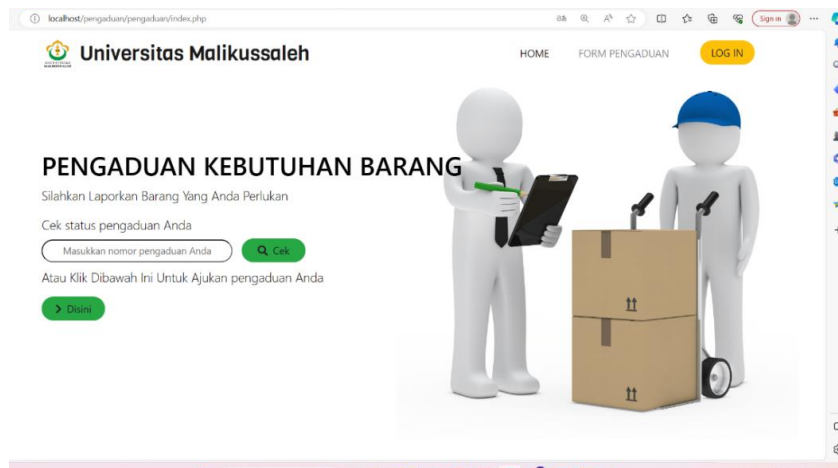 localhost/pengaduan/pengaduan/index.php
Sign in
Universitas Malikussaleh
HOME
FORM PENGADUAN
LOG IN
PENGADUAN KEBUTUHAN BARANG
Silahkan Laporkan Barang Yang Anda Perlukan
Cek status pengaduan Anda
Masukkan nomor pengaduan Anda
Cek
Atau Klik Dibawah Ini Untuk Ajukan pengaduan Anda
Disini